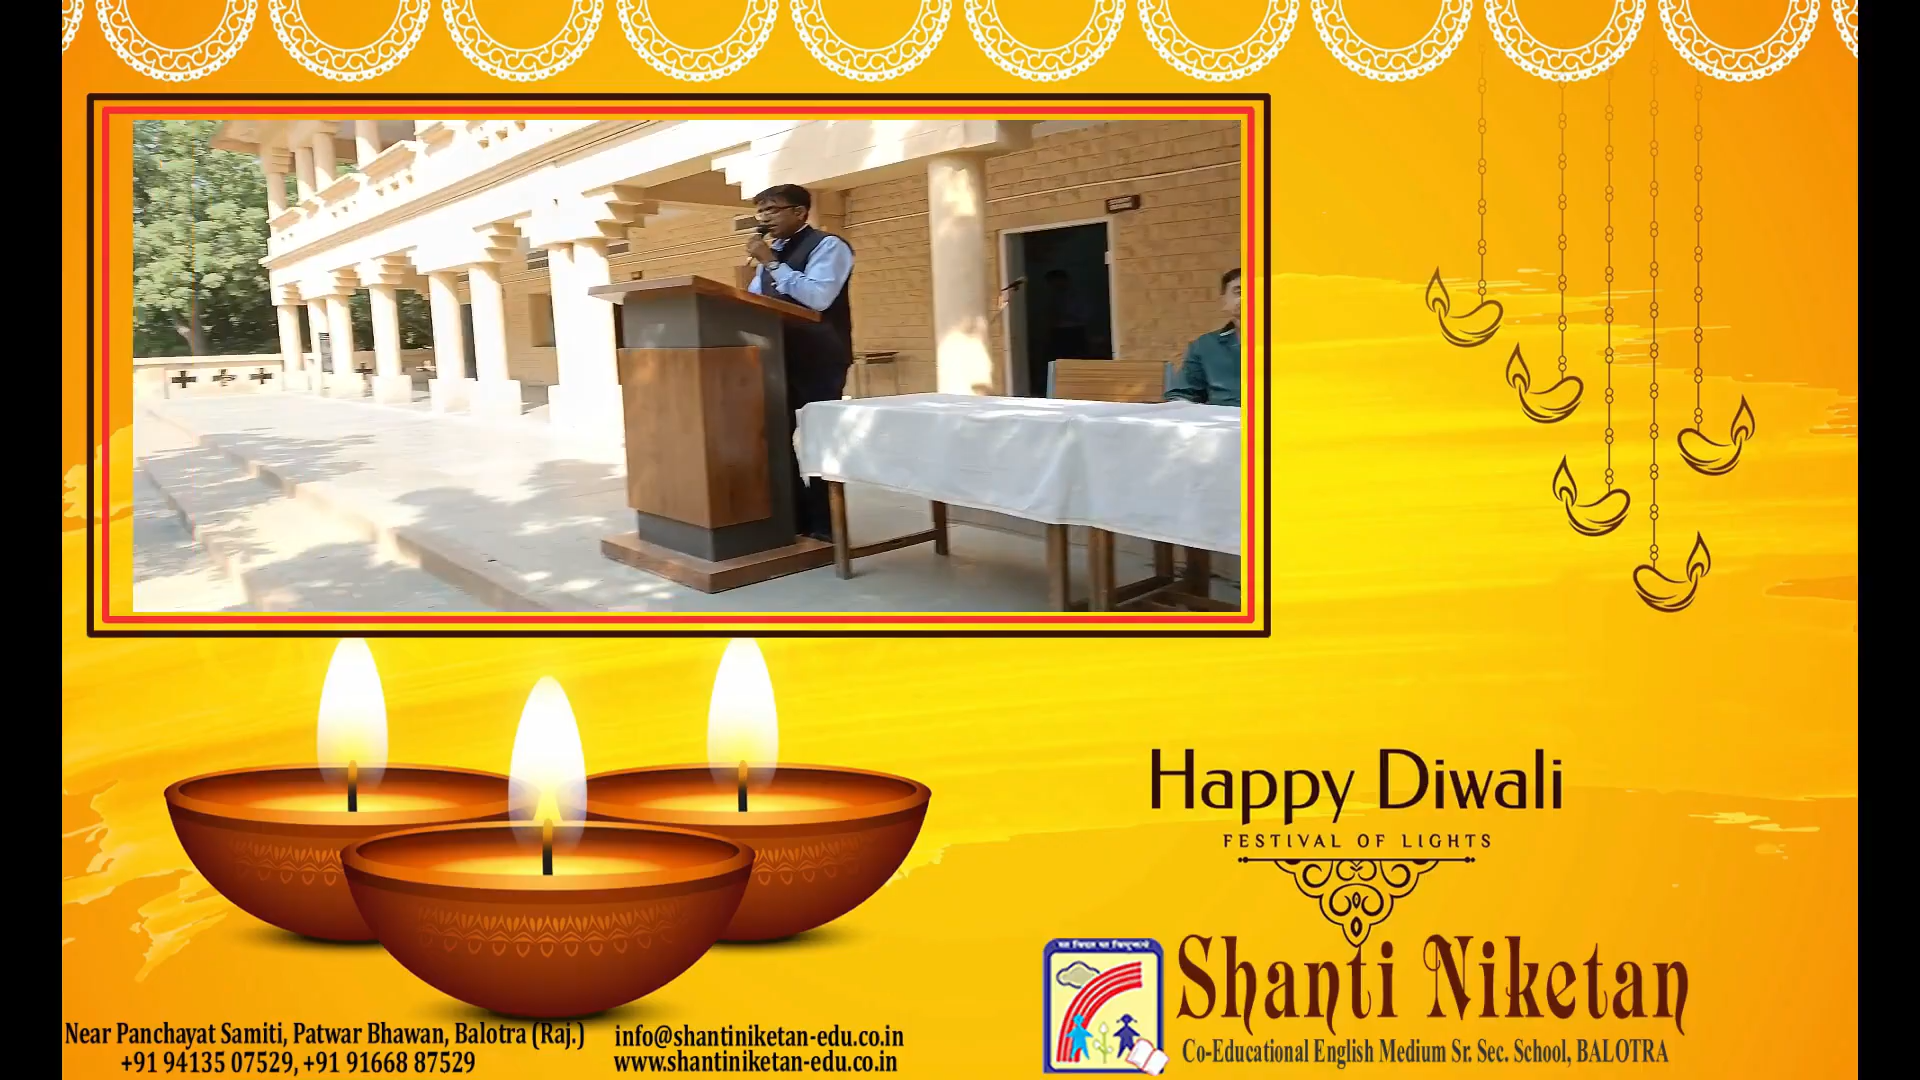 Happy Diwali
FESTIVAL OF LIGHTS
Shanti Niketan
Co-Educational English Medium Sr. Sec. School, BALOTRA
Near Panchayat Samiti, Patwar Bhawan, Balotra (Raj.)
+91 94135 07529, +91 91668 87529
info@shantiniketan-edu.co.in
www.shantiniketan-edu.co.in